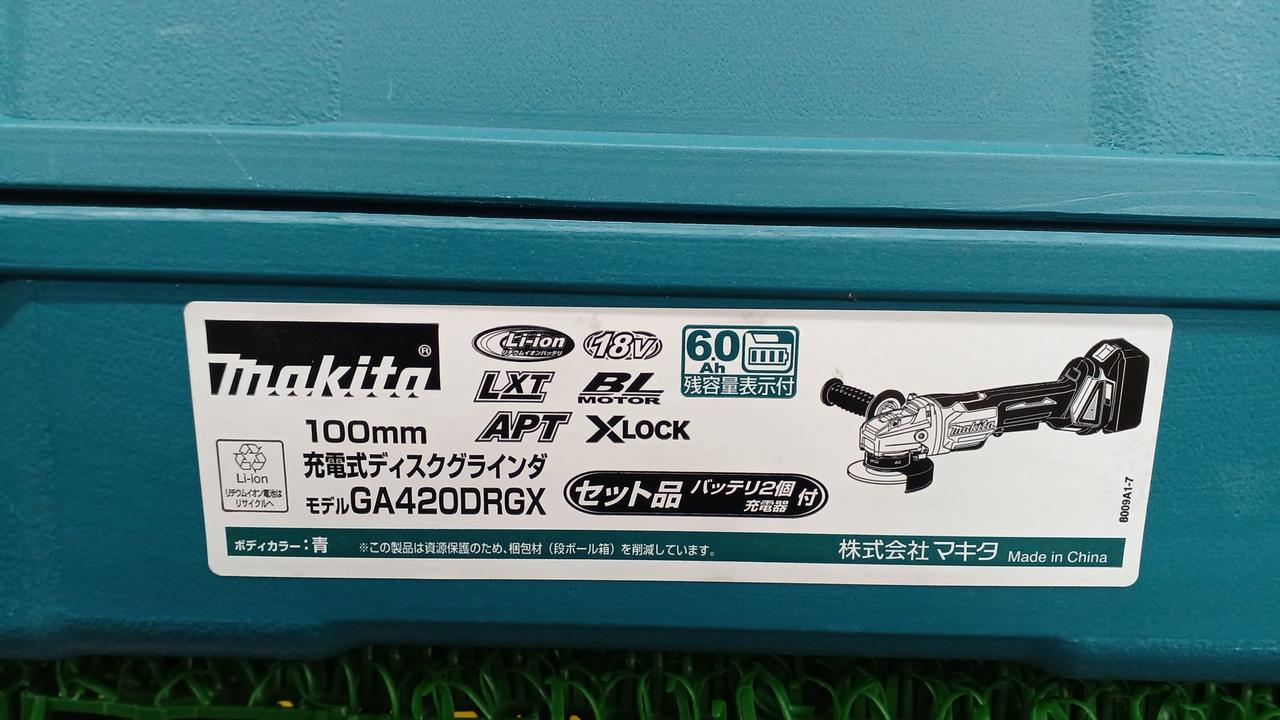 makita®
Li-ion
リチウムイオンバッテリ
18V
6.0
Ah
残容量表示付
LXT
BL
MOTOR
APT
XLOCK
100mm
充電式ディスクグラインダ
モデルGA420DRGX
Li-ion
リチウムイオン電池は
リサイクルへ
セット品 バッテリ2個
充電器 付
makita
8009A1-7
ボディカラー:青 ※この製品は資源保護のため、梱包材(段ボール箱)を削減しています。
株式会社マキタ Made in China